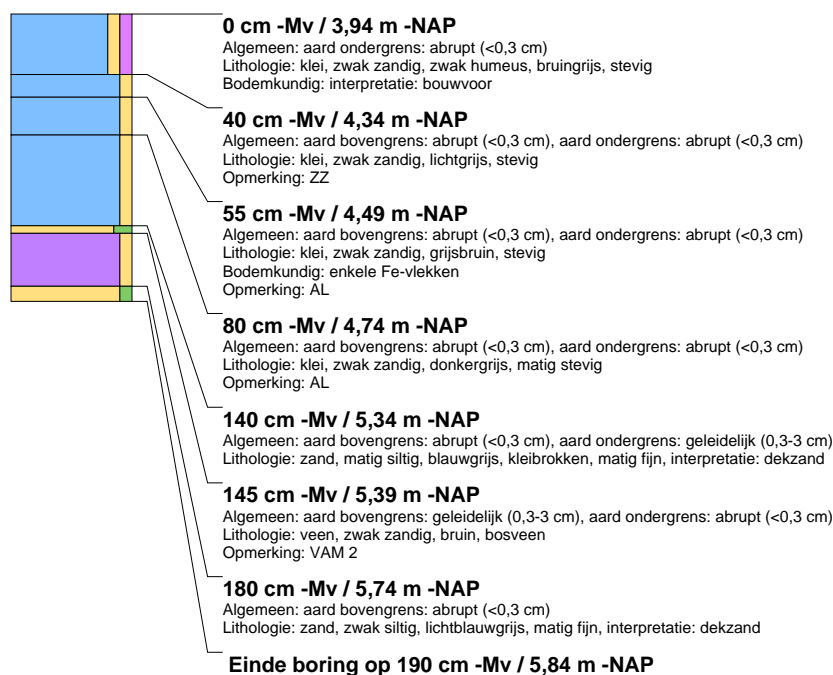 0 cm -Mv / 3,94 m -NAP
Algemeen: aard ondergrens: abrupt (<0,3 cm)
Lithologie: klei, zwak zandig, zwak humeus, bruingrijs, stevig
Bodemkundig: interpretatie: bouwvoor
40 cm -Mv / 4,34 m -NAP
Algemeen: aard bovengrens: abrupt (<0,3 cm), aard ondergrens: abrupt (<0,3 cm)
Lithologie: klei, zwak zandig, lichtgrijs, stevig
Opmerking: ZZ
55 cm -Mv / 4,49 m -NAP
Algemeen: aard bovengrens: abrupt (<0,3 cm), aard ondergrens: abrupt (<0,3 cm)
Lithologie: klei, zwak zandig, grijsbruin, stevig
Bodemkundig: enkele Fe-vlekken
Opmerking: AL
80 cm -Mv / 4,74 m -NAP
Algemeen: aard bovengrens: abrupt (<0,3 cm), aard ondergrens: abrupt (<0,3 cm)
Lithologie: klei, zwak zandig, donkergrijs, matig stevig
Opmerking: AL
140 cm -Mv / 5,34 m -NAP
Algemeen: aard bovengrens: abrupt (<0,3 cm), aard ondergrens: geleidelijk (0,3-3 cm)
Lithologie: zand, matig siltig, blauwgrijs, kleibrokken, matig fijn, interpretatie: dekzand
145 cm -Mv / 5,39 m -NAP
Algemeen: aard bovengrens: geleidelijk (0,3-3 cm), aard ondergrens: abrupt (<0,3 cm)
Lithologie: veen, zwak zandig, bruin, bosveen
Opmerking: VAM 2
180 cm -Mv / 5,74 m -NAP
Algemeen: aard bovengrens: abrupt (<0,3 cm)
Lithologie: zand, zwak siltig, lichtblauwgrijs, matig fijn, interpretatie: dekzand
Einde boring op 190 cm -Mv / 5,84 m -NAP